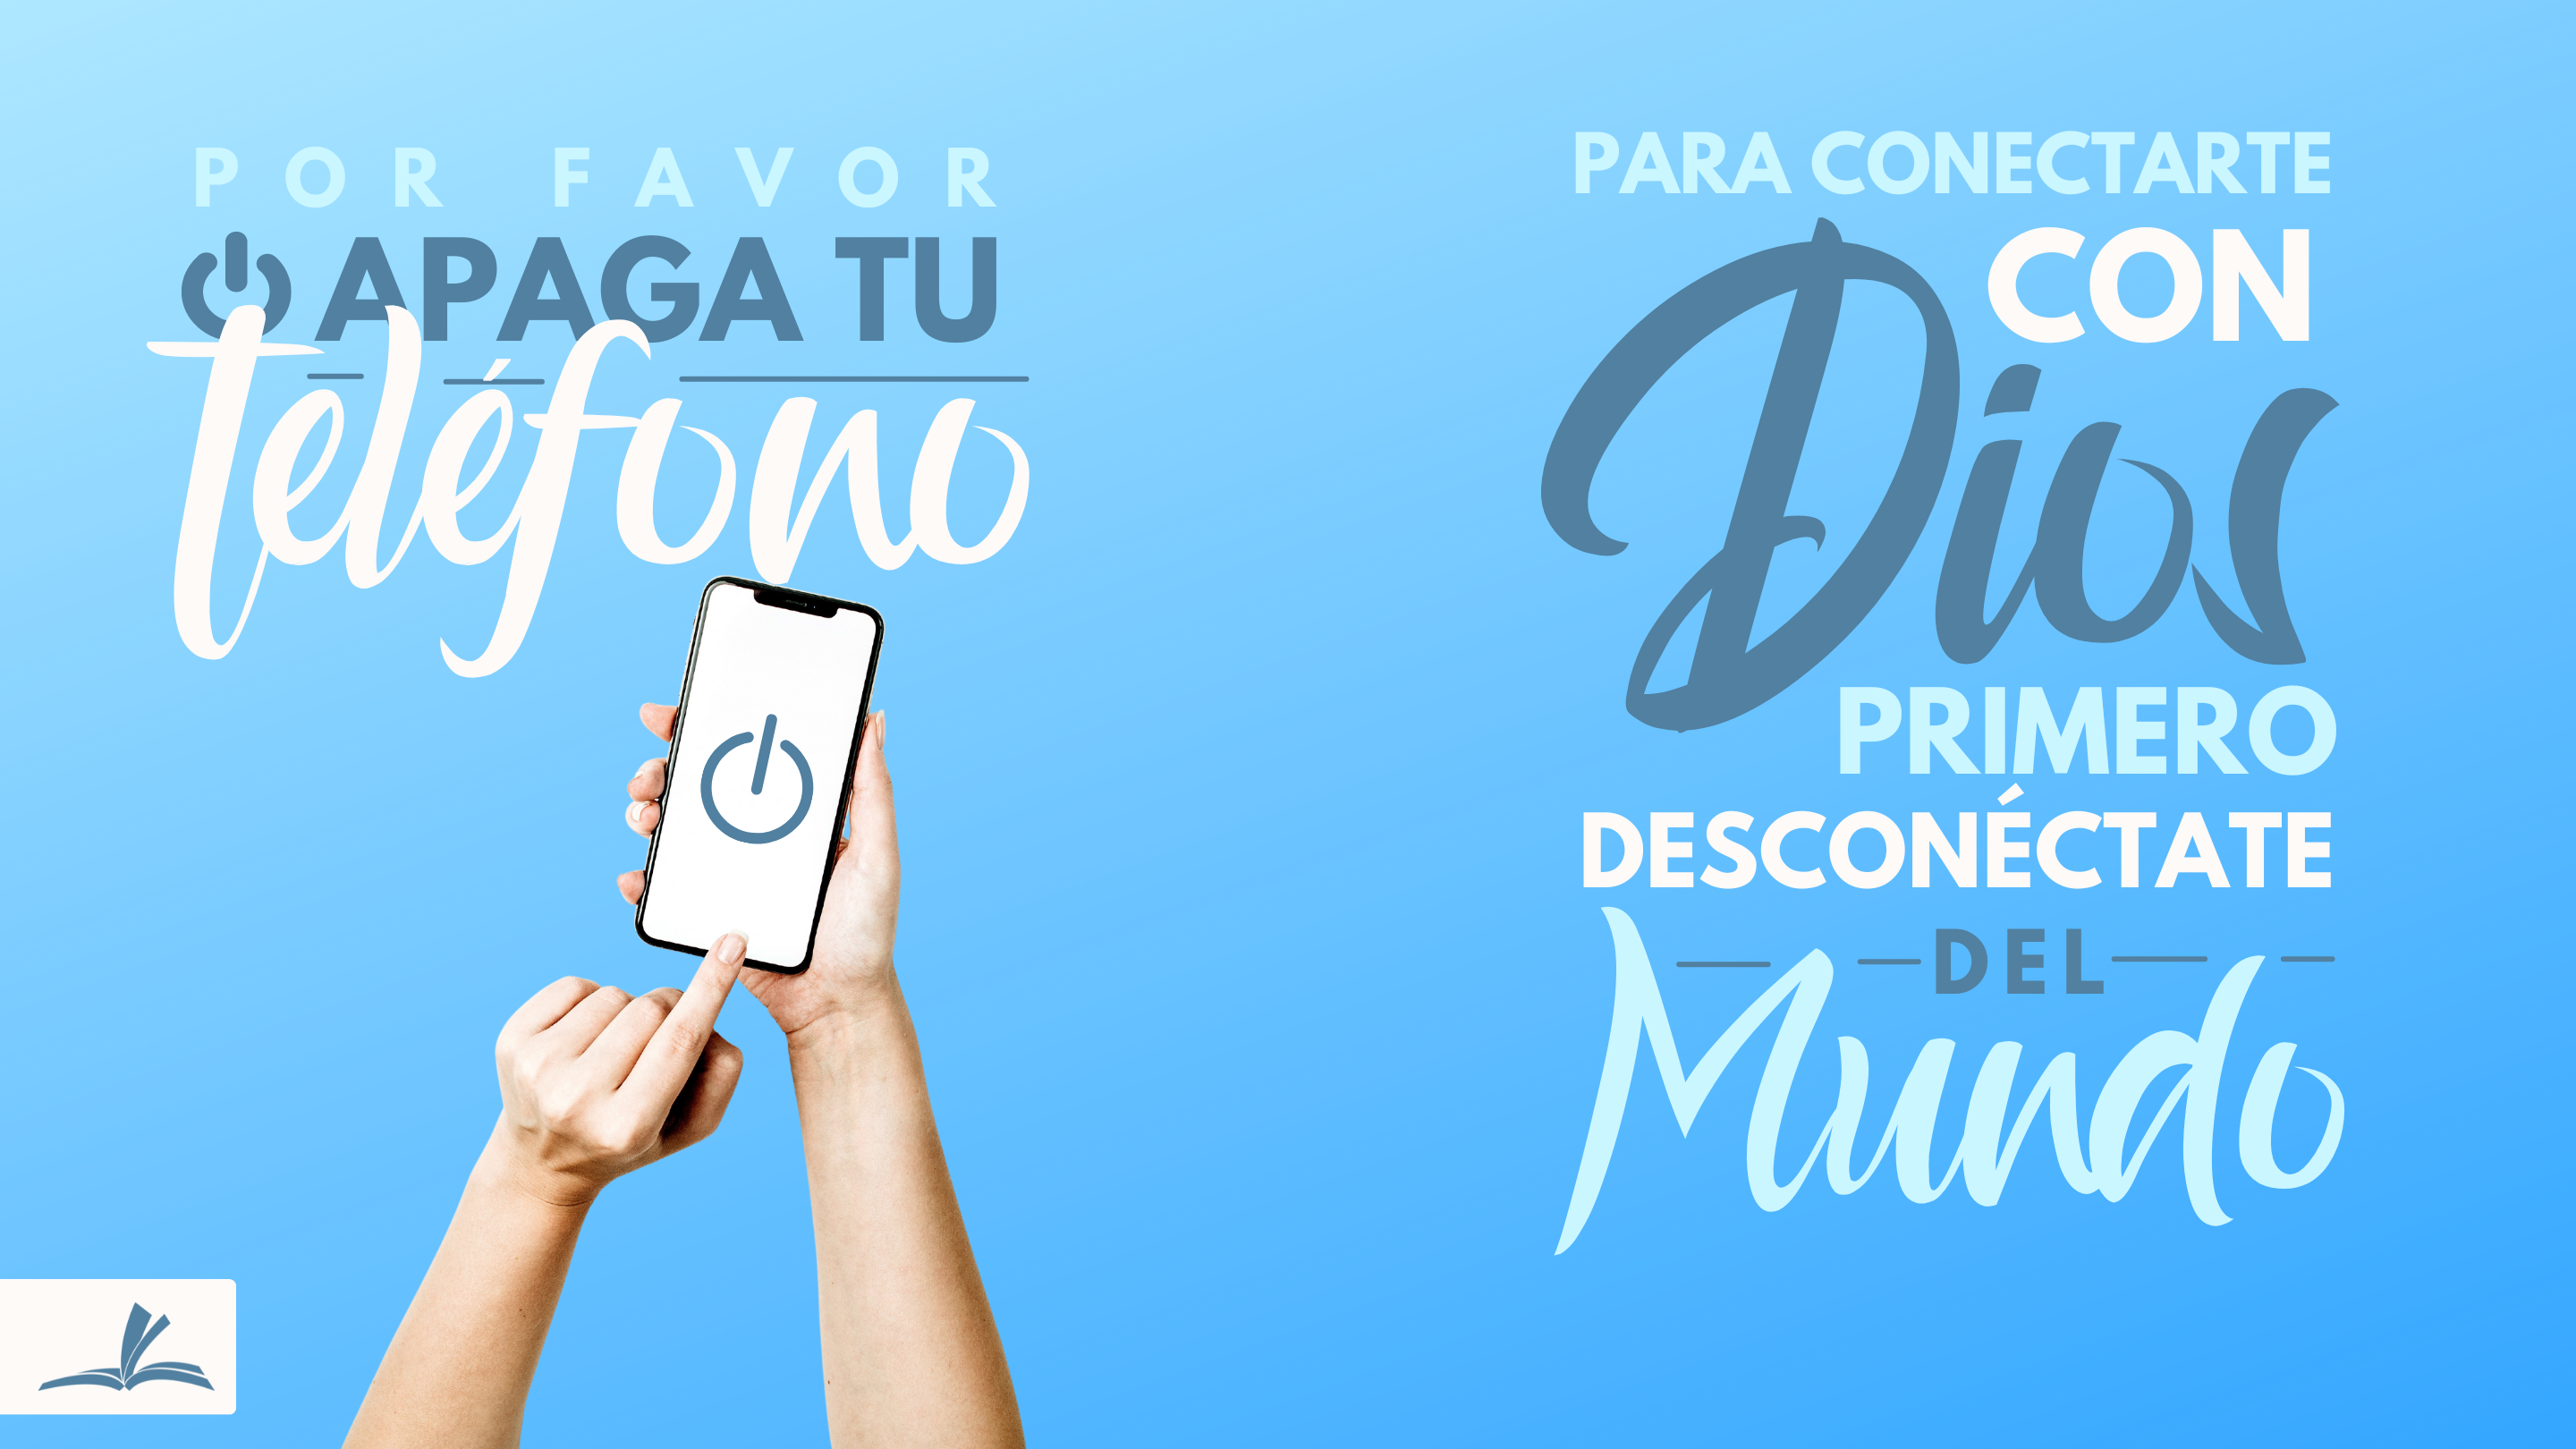 POR FAVOR
APAGA TU
teléfono
PARA CONECTARTE
CON
Dios
PRIMERO
DESCONÉCTATE
DEL
Mundo